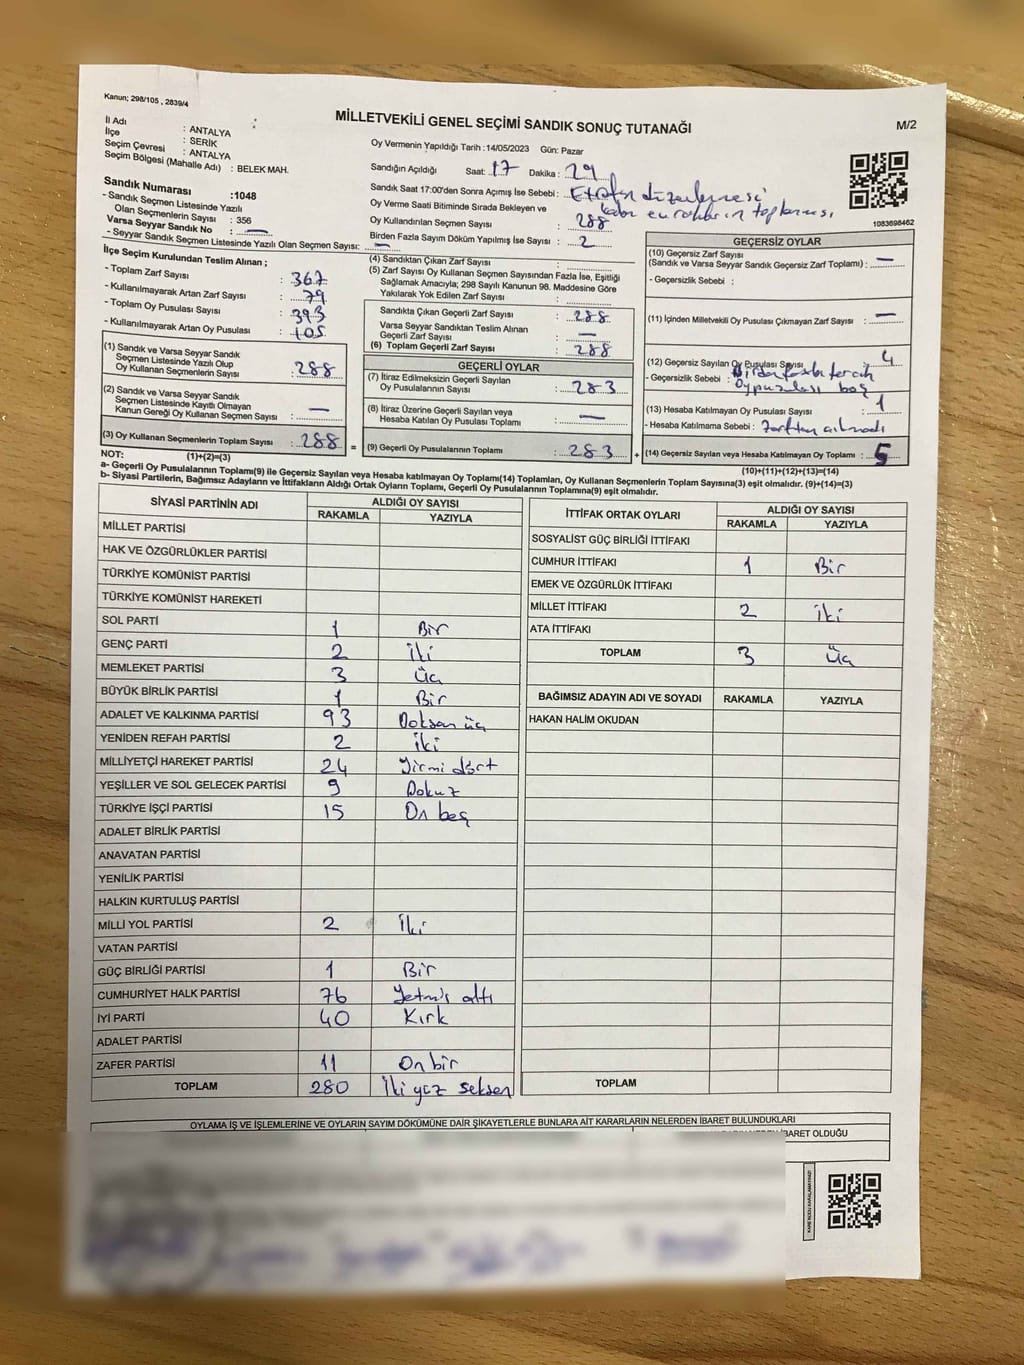 Kanun; 298/105 , 2839/4
MİLLETVEKİLİ GENEL SEÇİMİ SANDIK SONUÇ TUTANAĞI
M/2
İl Adı : ANTALYA
İlçe : SERİK
Seçim Çevresi : ANTALYA
Seçim Bölgesi (Mahalle Adı) : BELEK MAH.
Sandık Numarası :1048
- Sandık Seçmen Listesinde Yazılı
Olan Seçmenlerin Sayısı : 356
Varsa Seyyar Sandık No : —
- Seyyar Sandık Seçmen Listesinde Yazılı Olan Seçmen Sayısı: —
Oy Vermenin Yapıldığı Tarih :14/05/2023 Gün: Pazar
Sandığın Açıldığı Saat: 17 Dakika : 29
Sandık Saat 17:00'den Sonra Açımış İse Sebebi : Etrafın düzenlemesi
kadar evrakların toplanması
Oy Verme Saati Bitiminde Sırada Bekleyen ve
Oy Kullandırılan Seçmen Sayısı : 288
Birden Fazla Sayım Döküm Yapılmış İse Sayısı : 2
1083698462
İlçe Seçim Kurulundan Teslim Alınan ;
- Toplam Zarf Sayısı : 367
- Kullanılmayarak Artan Zarf Sayısı : 79
- Toplam Oy Pusulası Sayısı : 393
- Kullanılmayarak Artan Oy Pusulası : 105
(1) Sandık ve Varsa Seyyar Sandık
Seçmen Listesinde Yazılı Olup
Oy Kullanan Seçmenlerin Sayısı : 288
(2) Sandık ve Varsa Seyyar Sandık
Seçmen Listesinde Kayıtlı Olmayan
Kanun Gereği Oy Kullanan Seçmen Sayısı : —
(3) Oy Kullanan Seçmenlerin Toplam Sayısı : 288 =
(4) Sandıktan Çıkan Zarf Sayısı :
(5) Zarf Sayısı Oy Kullanan Seçmen Sayısından Fazla İse, Eşitliği
Sağlamak Amacıyla; 298 Sayılı Kanunun 98. Maddesine Göre
Yakılarak Yok Edilen Zarf Sayısı :
Sandıkta Çıkan Geçerli Zarf Sayısı : 288
Varsa Seyyar Sandıktan Teslim Alınan
Geçerli Zarf Sayısı : —
(6) Toplam Geçerli Zarf Sayısı : 288
GEÇERLİ OYLAR
(7) İtiraz Edilmeksizin Geçerli Sayılan
Oy Pusulalarının Sayısı : 283
(8) İtiraz Üzerine Geçerli Sayılan veya
Hesaba Katılan Oy Pusulası Toplamı : —
(9) Geçerli Oy Pusulalarının Toplamı : 283 +
GEÇERSİZ OYLAR
(10) Geçersiz Zarf Sayısı
(Sandık ve Varsa Seyyar Sandık Geçersiz Zarf Toplamı) : —
- Geçersizlik Sebebi :
(11) İçinden Milletvekili Oy Pusulası Çıkmayan Zarf Sayısı : —
(12) Geçersiz Sayılan Oy Pusulası Sayısı : 4
- Geçersizlik Sebebi : Birden fazla tercih
Oy pusulası boş
(13) Hesaba Katılmayan Oy Pusulası Sayısı : 1
- Hesaba Katılmama Sebebi : Zarftan çıkmadı
(14) Geçersiz Sayılan veya Hesaba Katılmayan Oy Toplamı : 5
NOT: (1)+(2)=(3)
(10)+(11)+(12)+(13)=(14)
a- Geçerli Oy Pusulalarının Toplamı(9) ile Geçersiz Sayılan veya Hesaba katılmayan Oy Toplamı(14) Toplamları, Oy Kullanan Seçmenlerin Toplam Sayısına(3) eşit olmalıdır. (9)+(14)=(3)
b- Siyasi Partilerin, Bağımsız Adayların ve İttifakların Aldığı Ortak Oyların Toplamı, Geçerli Oy Pusulalarının Toplamına(9) eşit olmalıdır.
SİYASİ PARTİNİN ADI ALDIĞI OY SAYISI
RAKAMLA YAZIYLA
MİLLET PARTİSİ
HAK VE ÖZGÜRLÜKLER PARTİSİ
TÜRKİYE KOMÜNİST PARTİSİ
TÜRKİYE KOMÜNİST HAREKETİ
SOL PARTİ 1 Bir
GENÇ PARTİ 2 İki
MEMLEKET PARTİSİ 3 Üç
BÜYÜK BİRLİK PARTİSİ 1 Bir
ADALET VE KALKINMA PARTİSİ 93 Doksan üç
YENİDEN REFAH PARTİSİ 2 İki
MİLLİYETÇİ HAREKET PARTİSİ 24 Yirmi dört
YEŞİLLER VE SOL GELECEK PARTİSİ 9 Dokuz
TÜRKİYE İŞÇİ PARTİSİ 15 On beş
ADALET BİRLİK PARTİSİ
ANAVATAN PARTİSİ
YENİLİK PARTİSİ
HALKIN KURTULUŞ PARTİSİ
MİLLİ YOL PARTİSİ 2 İki
VATAN PARTİSİ
GÜÇ BİRLİĞİ PARTİSİ 1 Bir
CUMHURİYET HALK PARTİSİ 76 Yetmiş altı
İYİ PARTİ 40 Kırk
ADALET PARTİSİ
ZAFER PARTİSİ 11 On bir
TOPLAM 280 İki yüz seksen
İTTİFAK ORTAK OYLARI ALDIĞI OY SAYISI
RAKAMLA YAZIYLA
SOSYALİST GÜÇ BİRLİĞİ İTTİFAKI
CUMHUR İTTİFAKI 1 Bir
EMEK VE ÖZGÜRLÜK İTTİFAKI
MİLLET İTTİFAKI 2 İki
ATA İTTİFAKI
TOPLAM 3 Üç
BAĞIMSIZ ADAYIN ADI VE SOYADI RAKAMLA YAZIYLA
HAKAN HALİM OKUDAN
TOPLAM
OYLAMA İŞ VE İŞLEMLERİNE VE OYLARIN SAYIM DÖKÜMÜNE DAİR ŞİKAYETLERLE BUNLARA AİT KARARLARIN NELERDEN İBARET BULUNDUKLARI
İBARET OLDUĞU